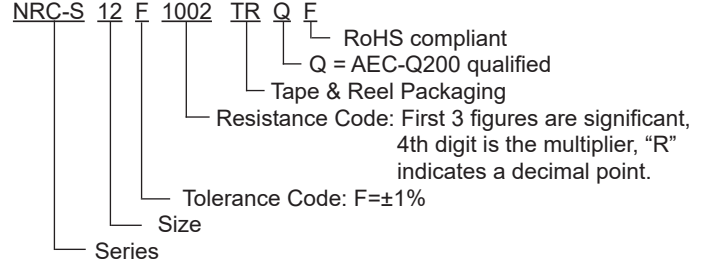 NRC-S 12 F 1002 TR Q F
RoHS compliant
Q = AEC-Q200 qualified
Tape & Reel Packaging
Resistance Code: First 3 figures are significant,
4th digit is the multiplier, “R”
indicates a decimal point.
Tolerance Code: F=±1%
Size
Series